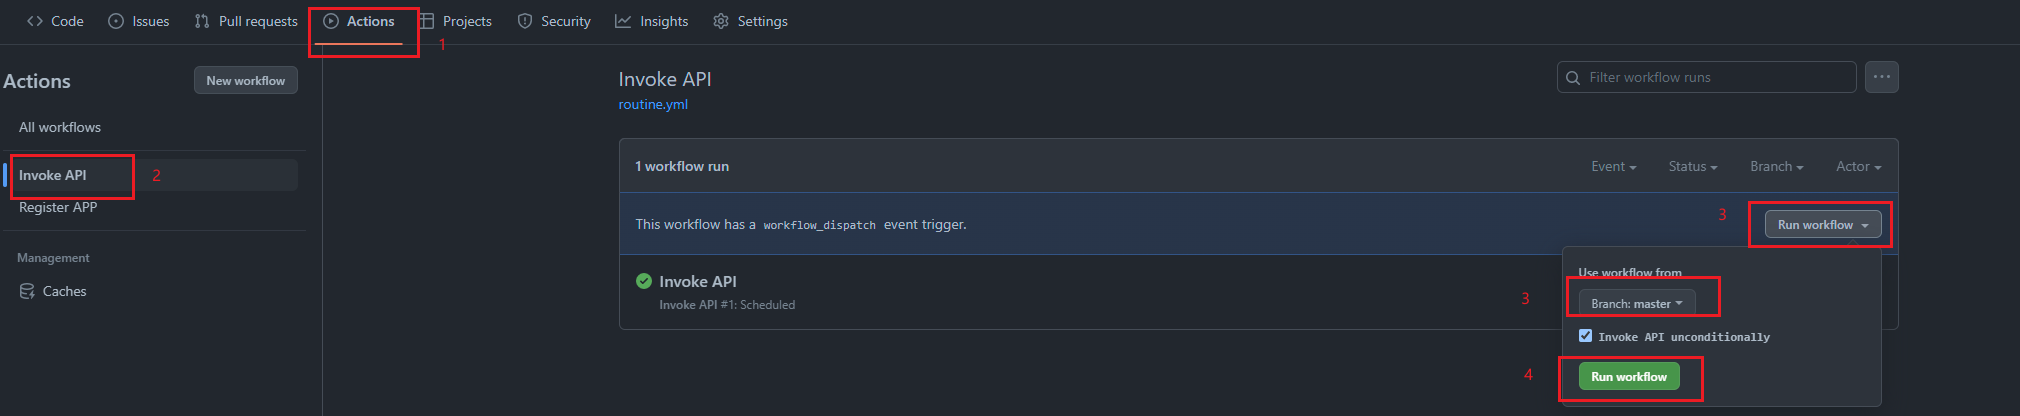 Code Issues Pull requests Actions Projects Security Insights Settings
1
Actions New workflow
All workflows
Invoke API 2
Register APP
Management
Caches
Invoke API
routine.yml
Filter workflow runs
1 workflow run Event Status Branch Actor
This workflow has a workflow_dispatch event trigger. 3 Run workflow
Invoke API
Invoke API #1: Scheduled
Use workflow from
3 Branch: master
Invoke API unconditionally
4 Run workflow